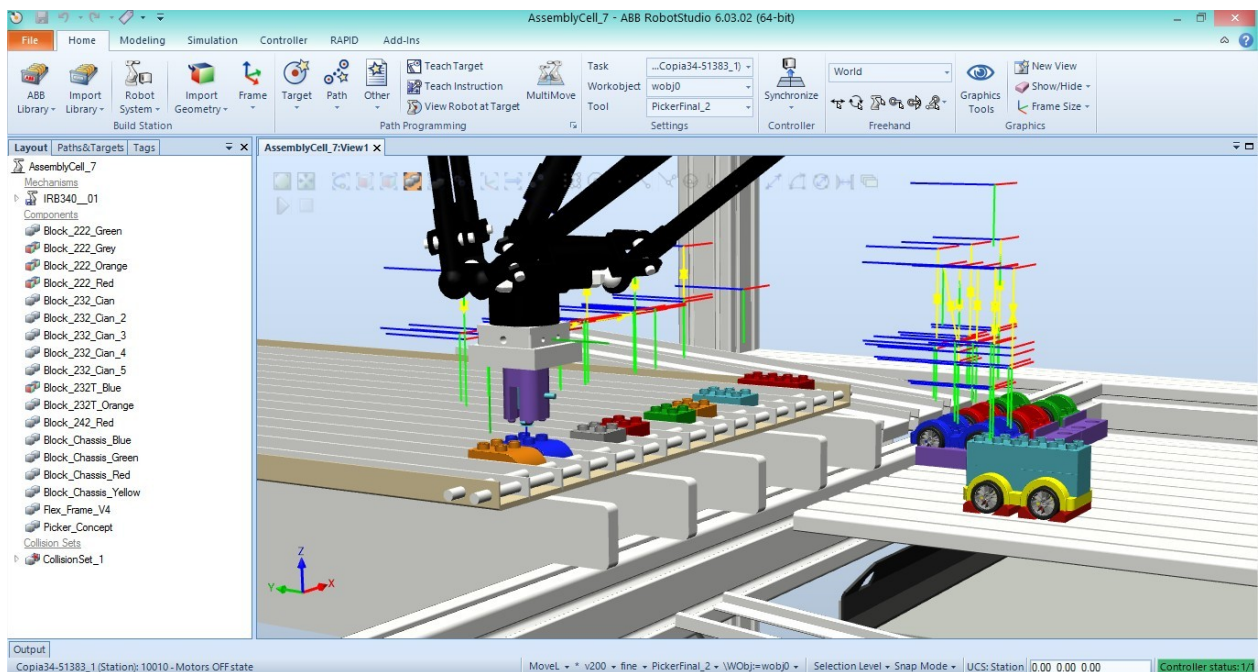 AssemblyCell_7 - ABB RobotStudio 6.03.02 (64-bit)
File Home Modeling Simulation Controller RAPID Add-Ins
ABB Library
Import Library
Robot System
Import Geometry
Frame
Build Station
Target
Path
Other
Teach Target
Teach Instruction
View Robot at Target
MultiMove
Path Programming
Task ...Copia34-51383_1)
Workobject wobj0
Tool PickerFinal_2
Settings
Synchronize
Controller
World
Freehand
Graphics Tools
New View
Show/Hide
Frame Size
Graphics
Layout Paths&Targets Tags
AssemblyCell_7:View1
AssemblyCell_7
Mechanisms
IRB340__01
Components
Block_222_Green
Block_222_Grey
Block_222_Orange
Block_222_Red
Block_232_Cian
Block_232_Cian_2
Block_232_Cian_3
Block_232_Cian_4
Block_232_Cian_5
Block_232T_Blue
Block_232T_Orange
Block_242_Red
Block_Chassis_Blue
Block_Chassis_Green
Block_Chassis_Red
Block_Chassis_Yellow
Flex_Frame_V4
Picker_Concept
Collision Sets
CollisionSet_1
Z
Y X
Output
Copia34-51383_1 (Station): 10010 - Motors OFF state
MoveL * v200 fine PickerFinal_2 \WObj:=wobj0 Selection Level Snap Mode UCS: Station 0.00 0.00 0.00 Controller status: 1/1